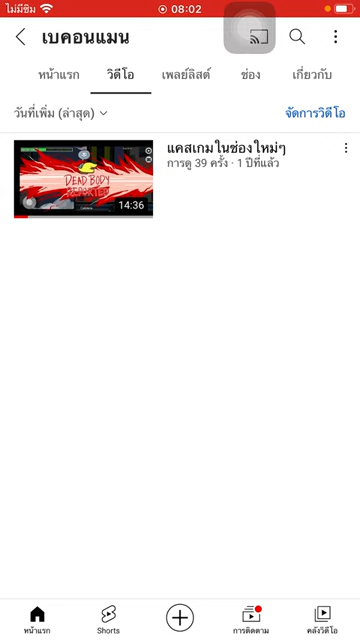 ไม่มีซิม 08:02
เบคอนแมน
หน้าแรก วิดีโอ เพลย์ลิสต์ ช่อง เกี่ยวกับ
วันที่เพิ่ม (ล่าสุด) จัดการวิดีโอ
DEAD BODY
REPORTED
14:36
แคสเกมในช่องใหม่ๆ
การดู 39 ครั้ง · 1 ปีที่แล้ว
หน้าแรก Shorts การติดตาม คลังวิดีโอ